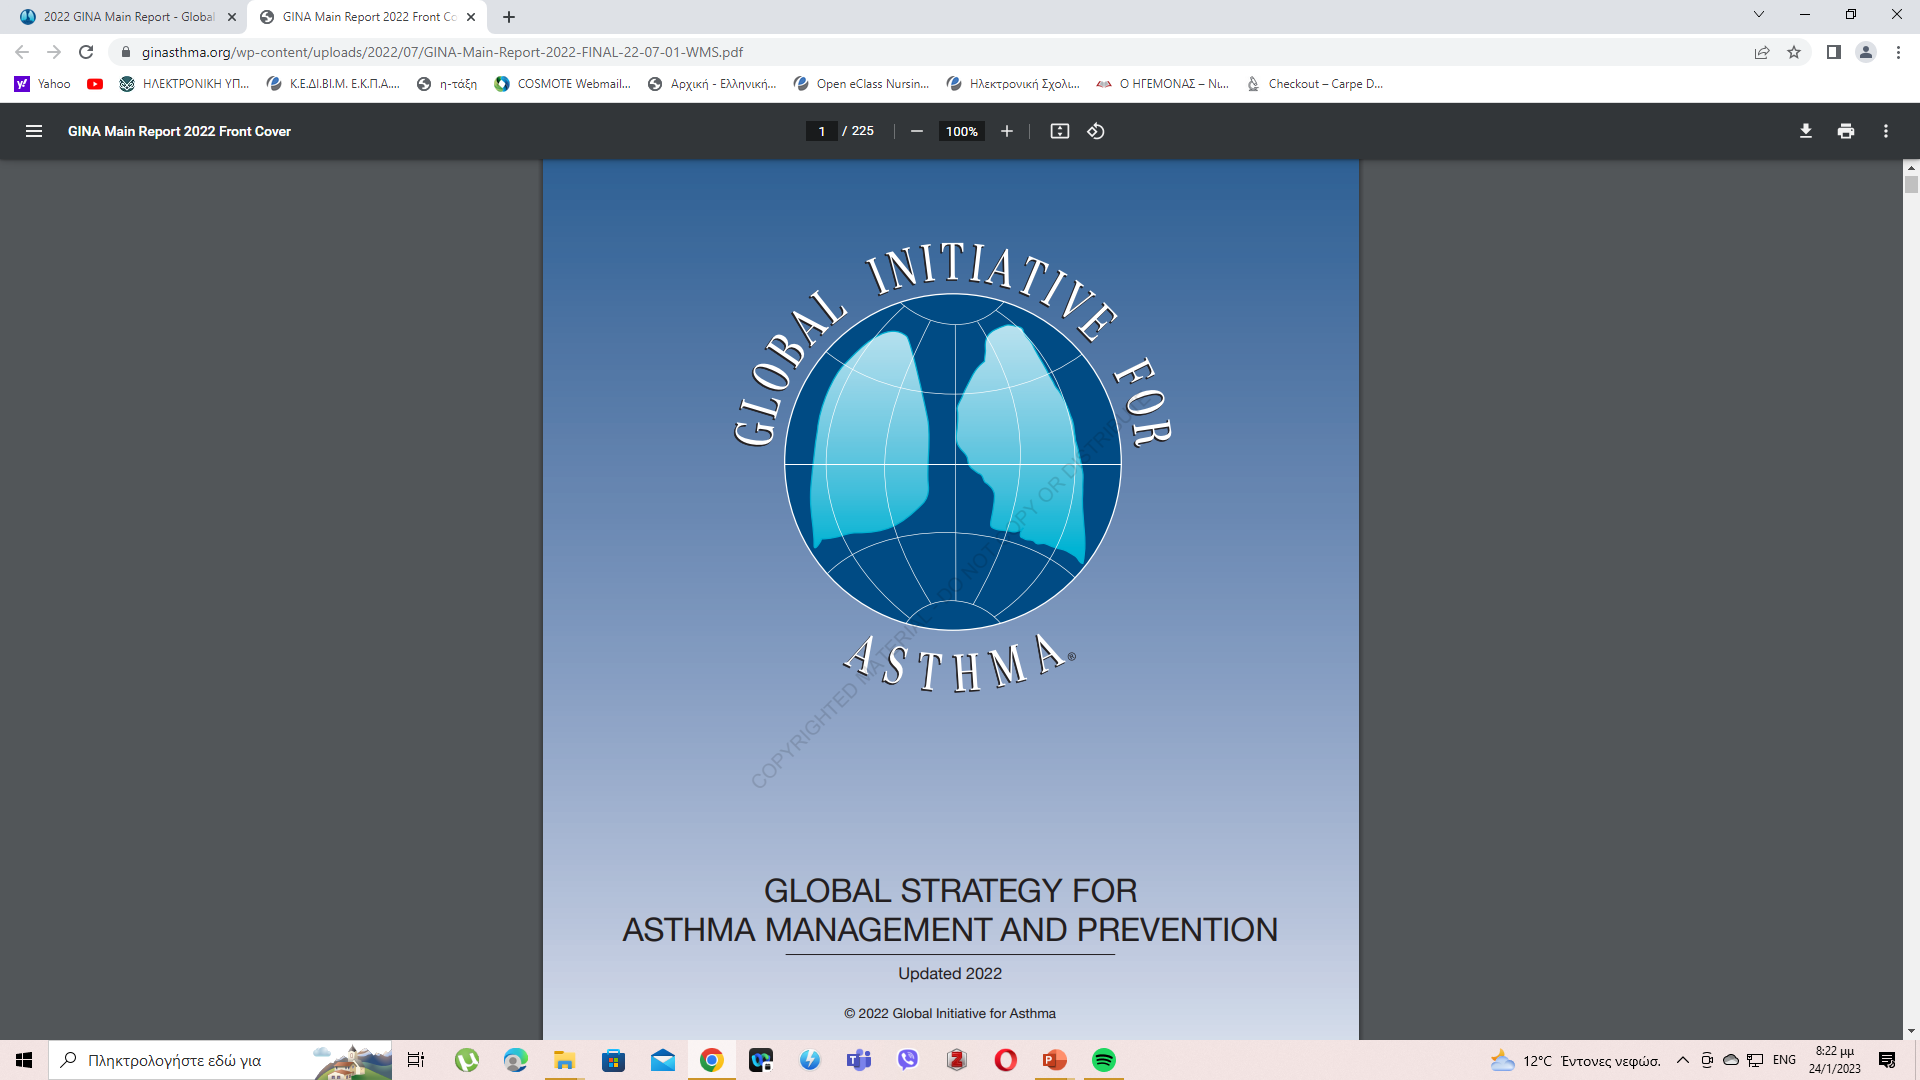 2022 GINA Main Report - Global
GINA Main Report 2022 Front Co
ginasthma.org/wp-content/uploads/2022/07/GINA-Main-Report-2022-FINAL-22-07-01-WMS.pdf
Yahoo
ΗΛΕΚΤΡΟΝΙΚΗ ΥΠ...
Κ.Ε.ΔΙ.ΒΙ.Μ. Ε.Κ.Π.Α....
η-τάξη
COSMOTE Webmail...
Αρχική - Ελληνική...
Open eClass Nursin...
Ηλεκτρονική Σχολι...
Ο ΗΓΕΜΟΝΑΣ – Νι...
Checkout – Carpe D...
GINA Main Report 2022 Front Cover
1 / 225
100%
GLOBAL INITIATIVE FOR
ASTHMA®
COPYRIGHTED MATERIAL - DO NOT COPY OR DISTRIBUTE
GLOBAL STRATEGY FOR
ASTHMA MANAGEMENT AND PREVENTION
Updated 2022
© 2022 Global Initiative for Asthma
Πληκτρολογήστε εδώ για
12°C Έντονες νεφώσ.
ENG
8:22 μμ
24/1/2023